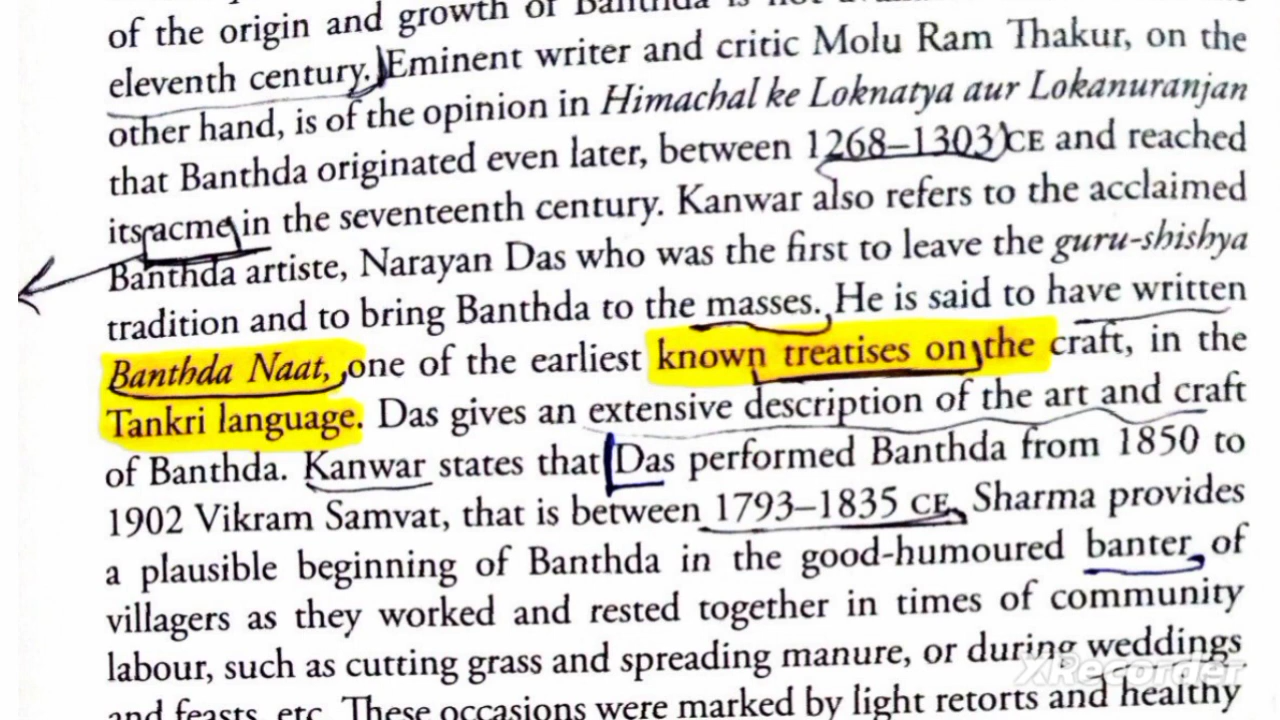 of the origin and growth of Banthda is not
eleventh century. Eminent writer and critic Molu Ram Thakur, on the
other hand, is of the opinion in Himachal ke Loknatya aur Lokanuranjan
that Banthda originated even later, between 1268–1303 CE and reached
its acme in the seventeenth century. Kanwar also refers to the acclaimed
Banthda artiste, Narayan Das who was the first to leave the guru-shishya
tradition and to bring Banthda to the masses. He is said to have written
Banthda Naat, one of the earliest known treatises on the craft, in the
Tankri language. Das gives an extensive description of the art and craft
of Banthda. Kanwar states that Das performed Banthda from 1850 to
1902 Vikram Samvat, that is between 1793–1835 CE. Sharma provides
a plausible beginning of Banthda in the good-humoured banter of
villagers as they worked and rested together in times of community
labour, such as cutting grass and spreading manure, or during weddings
and feasts, etc. These occasions were marked by light retorts and healthy
XRecorder